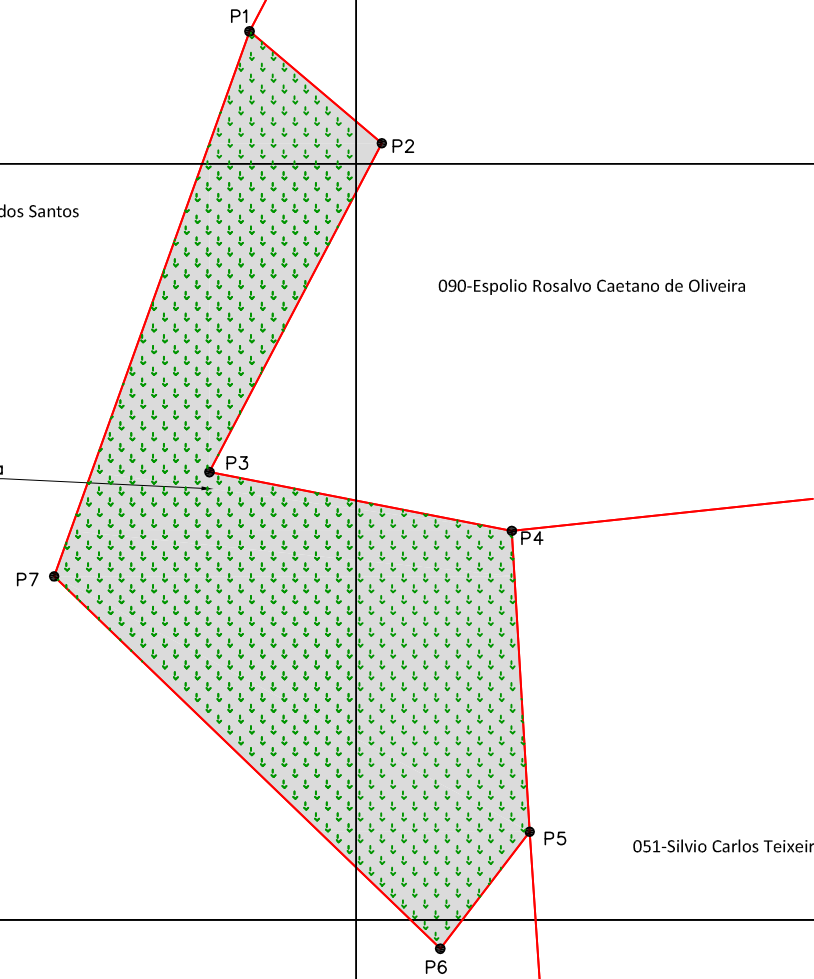 P1
P2
dos Santos
090-Espolio Rosalvo Caetano de Oliveira
P3
P4
P7
P5
051-Silvio Carlos Teixeir
P6